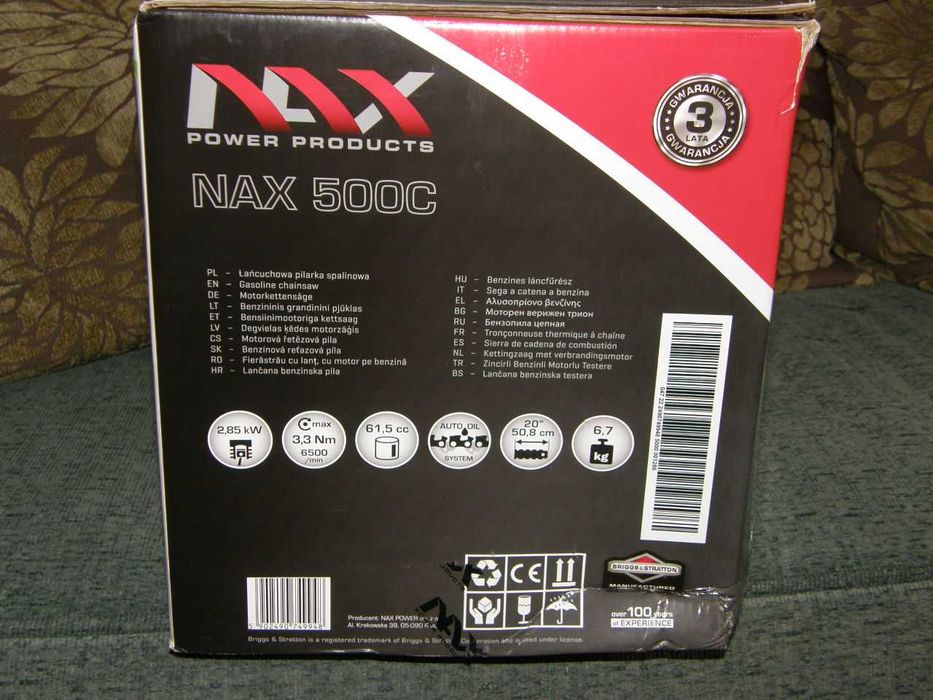 NAX
POWER PRODUCTS
NAX 500C
GWARANCJA
3
LATA
GWARANCJA
PL – Łańcuchowa pilarka spalinowa
EN – Gasoline chainsaw
DE – Motorkettensäge
LT – Benzininis grandinini pjūklas
ET – Bensiinimootoriga kettsaag
LV – Degvielas ķēdes motorzāģis
CS – Motorová řetězová pila
SK – Benzínová reťazová píla
RO – Fierăstrău cu lanț, cu motor pe benzină
HR – Lančana benzinska pila
HU – Benzines láncfűrész
IT – Sega a catena a benzina
EL – Αλυσοπρίονο βενζίνης
BG – Моторен верижен трион
RU – Бензопила цепная
FR – Tronçonneuse thermique à chaîne
ES – Sierra de cadena de combustión
NL – Kettingzaag met verbrandingsmotor
TR – Zincirli Benzinli Motorlu Testere
BS – Lančana benzinska testera
2,85 kW
max
3,3 Nm
6500
/min
61,5 cc
AUTO OIL
SYSTEM
20"
50,8 cm
6,7
kg
CE
BRIGGS & STRATTON
MANUFACTURED
over 100 years
of EXPERIENCE
5 902490 749948
Producent: NAX POWER
Al. Krakowska 39, 05-090
Briggs & Stratton is a registered trademark of Briggs & Corporation and used under license.